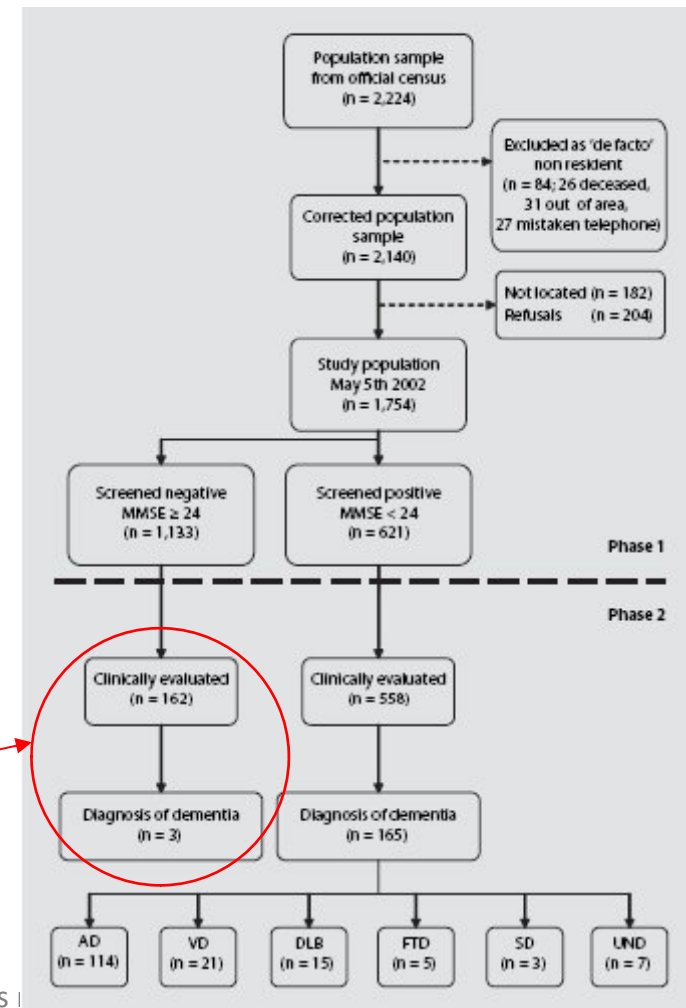 Population sample
from official census
(n = 2,224)
Excluded as 'de facto'
non resident
(n = 84; 26 deceased,
31 out of area,
27 mistaken telephone)
Corrected population
sample
(n = 2,140)
Not located (n = 182)
Refusals (n = 204)
Study population
May 5th 2002
(n = 1,754)
Screened negative
MMSE ≥ 24
(n = 1,133)
Screened positive
MMSE < 24
(n = 621)
Phase 1
Phase 2
Clinically evaluated
(n = 162)
Clinically evaluated
(n = 558)
Diagnosis of dementia
(n = 3)
Diagnosis of dementia
(n = 165)
AD
(n = 114)
VD
(n = 21)
DLB
(n = 15)
FTD
(n = 5)
SD
(n = 3)
UND
(n = 7)